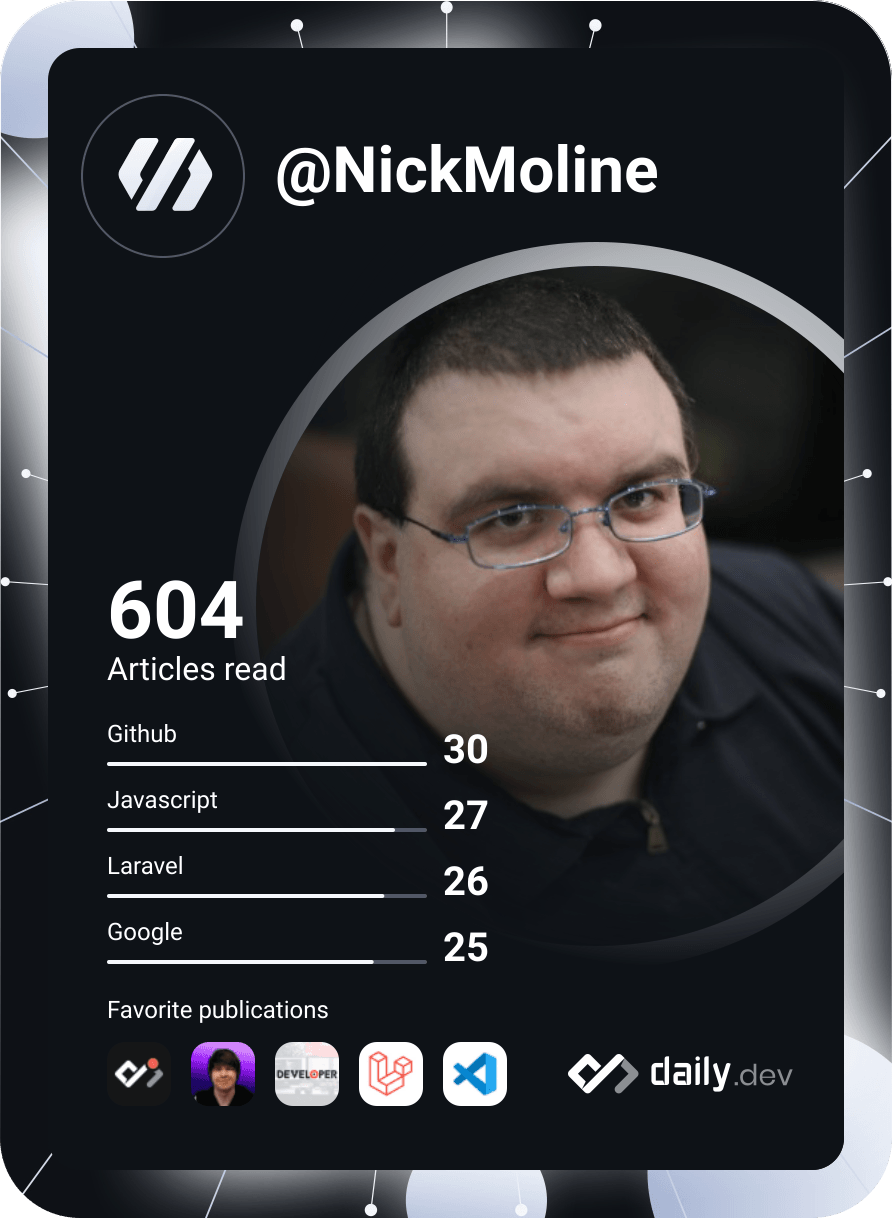 @NickMoline
604
Articles read
Github
30
Javascript
27
Laravel
26
Google
25
Favorite publications
DEVELOPER
daily.dev